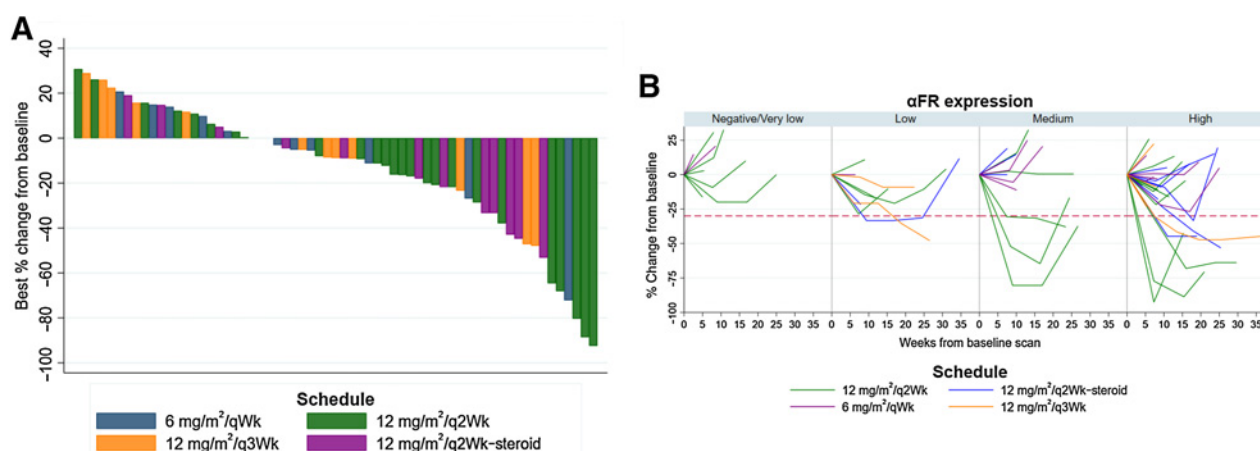 A
Best % change from baseline
40
20
0
−20
−40
−60
−80
−100
Schedule
6 mg/m²/qWk
12 mg/m²/q2Wk
12 mg/m²/q3Wk
12 mg/m²/q2Wk−steroid
B
αFR expression
Negative/Very low
Low
Medium
High
% Change from baseline
25
0
−25
−50
−75
−100
0 5 10 15 20 25 30 35
0 5 10 15 20 25 30 35
0 5 10 15 20 25 30 35
0 5 10 15 20 25 30 35
Weeks from baseline scan
Schedule
12 mg/m²/q2Wk
12 mg/m²/q2Wk−steroid
6 mg/m²/qWk
12 mg/m²/q3Wk